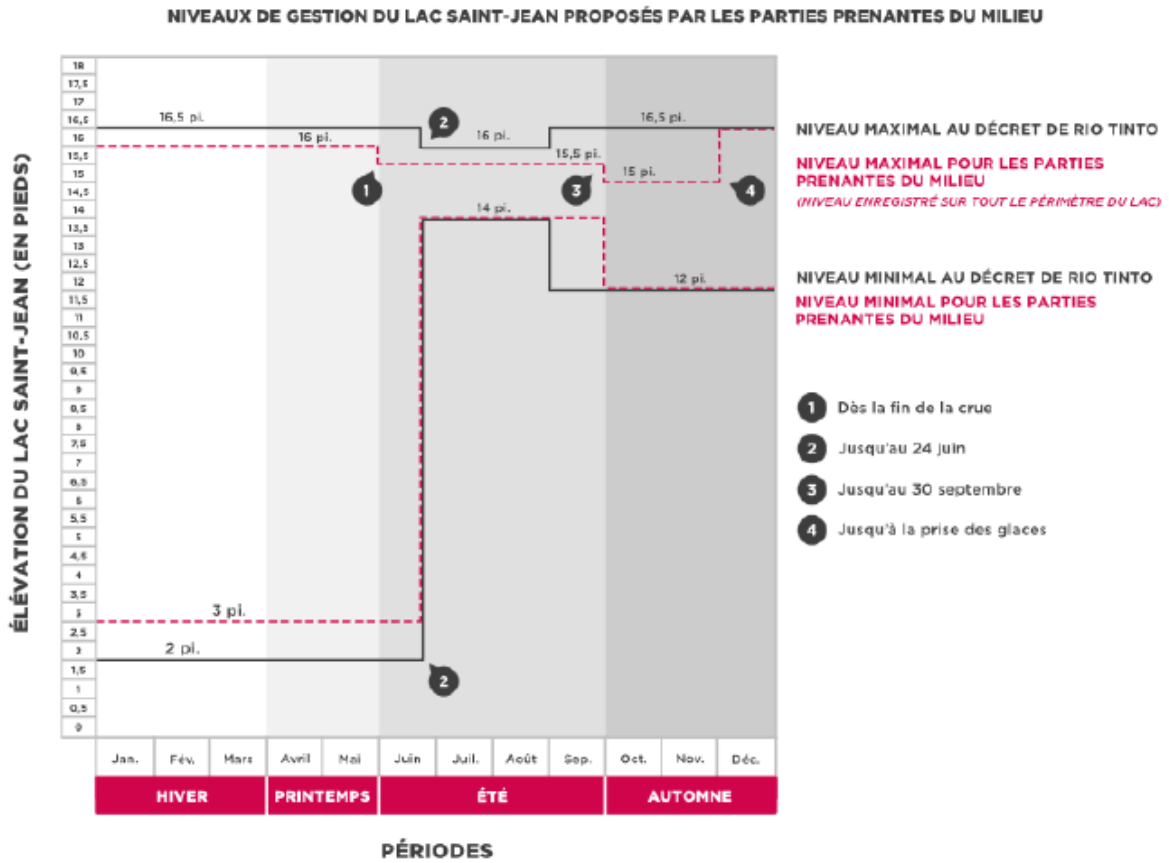 NIVEAUX DE GESTION DU LAC SAINT-JEAN PROPOSÉS PAR LES PARTIES PRENANTES DU MILIEU
ÉLÉVATION DU LAC SAINT-JEAN (EN PIEDS)
18
17,5
17
16,5
16
15,5
15
14,5
14
13,5
13
12,5
12
11,5
11
10,5
10
9,5
9
8,5
8
7,5
7
6,5
6
5,5
5
4,5
4
3,5
3
2,5
2
1,5
1
0,5
0
16,5 pi.
16 pi.
2
16 pi.
16,5 pi.
15,5 pi.
1
3
15 pi.
4
14 pi.
12 pi.
3 pi.
2 pi.
2
NIVEAU MAXIMAL AU DÉCRET DE RIO TINTO
NIVEAU MAXIMAL POUR LES PARTIES
PRENANTES DU MILIEU
(NIVEAU ENREGISTRÉ SUR TOUT LE PÉRIMÈTRE DU LAC)
NIVEAU MINIMAL AU DÉCRET DE RIO TINTO
NIVEAU MINIMAL POUR LES PARTIES
PRENANTES DU MILIEU
1 Dès la fin de la crue
2 Jusqu'au 24 juin
3 Jusqu'au 30 septembre
4 Jusqu'à la prise des glaces
Jan. Fév. Mars Avril Mai Juin Juil. Août Sep. Oct. Nov. Déc.
HIVER PRINTEMPS ÉTÉ AUTOMNE
PÉRIODES